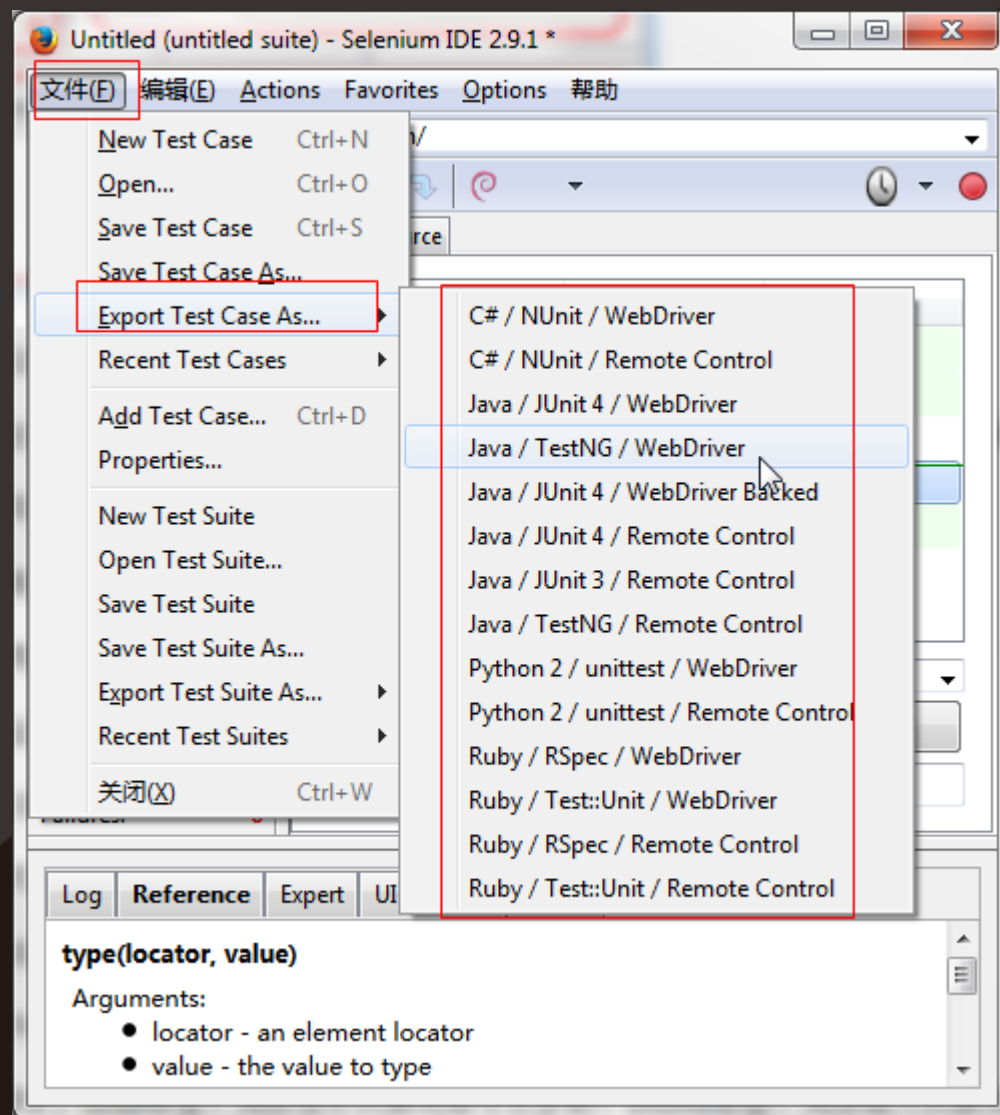 Untitled (untitled suite) - Selenium IDE 2.9.1 *
文件(F) 编辑(E) Actions Favorites Options 帮助
New Test Case Ctrl+N
Open... Ctrl+O
Save Test Case Ctrl+S
Save Test Case As...
Export Test Case As...
Recent Test Cases
Add Test Case... Ctrl+D
Properties...
New Test Suite
Open Test Suite...
Save Test Suite
Save Test Suite As...
Export Test Suite As...
Recent Test Suites
关闭(X) Ctrl+W
C# / NUnit / WebDriver
C# / NUnit / Remote Control
Java / JUnit 4 / WebDriver
Java / TestNG / WebDriver
Java / JUnit 4 / WebDriver Backed
Java / JUnit 4 / Remote Control
Java / JUnit 3 / Remote Control
Java / TestNG / Remote Control
Python 2 / unittest / WebDriver
Python 2 / unittest / Remote Control
Ruby / RSpec / WebDriver
Ruby / Test::Unit / WebDriver
Ruby / RSpec / Remote Control
Ruby / Test::Unit / Remote Control
Log Reference Expert UI
type(locator, value)
Arguments:
● locator - an element locator
● value - the value to type